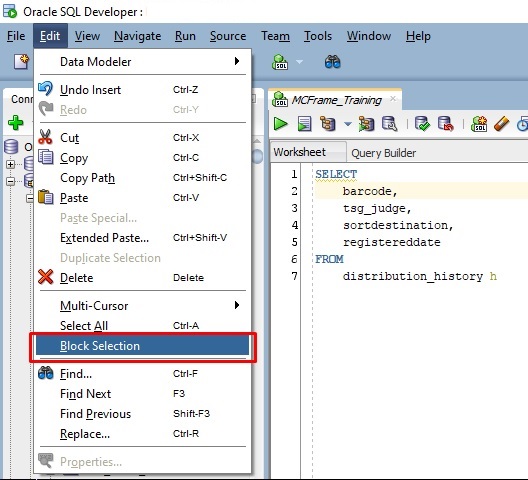 Oracle SQL Developer :
File Edit View Navigate Run Source Team Tools Window Help
Data Modeler
Undo Insert Ctrl-Z
Redo Ctrl-Y
Cut Ctrl-X
Copy Ctrl-C
Copy Path Ctrl+Shift-C
Paste Ctrl-V
Paste Special...
Extended Paste... Ctrl+Shift-V
Duplicate Selection
Delete Delete
Multi-Cursor
Select All Ctrl-A
Block Selection
Find... Ctrl-F
Find Next F3
Find Previous Shift-F3
Replace... Ctrl-R
Properties...
Conn
MCFrame_Training
SQL
Worksheet Query Builder
1 SELECT
2 barcode,
3 tsg_judge,
4 sortdestination,
5 registereddate
6 FROM
7 distribution_history h